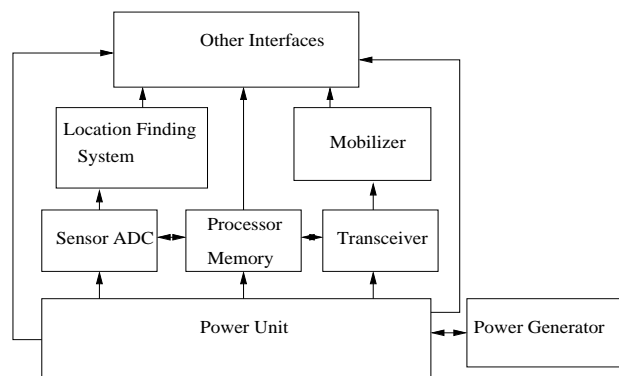 Other Interfaces
Location Finding
System
Mobilizer
Sensor ADC
Processor
Memory
Transceiver
Power Unit
Power Generator